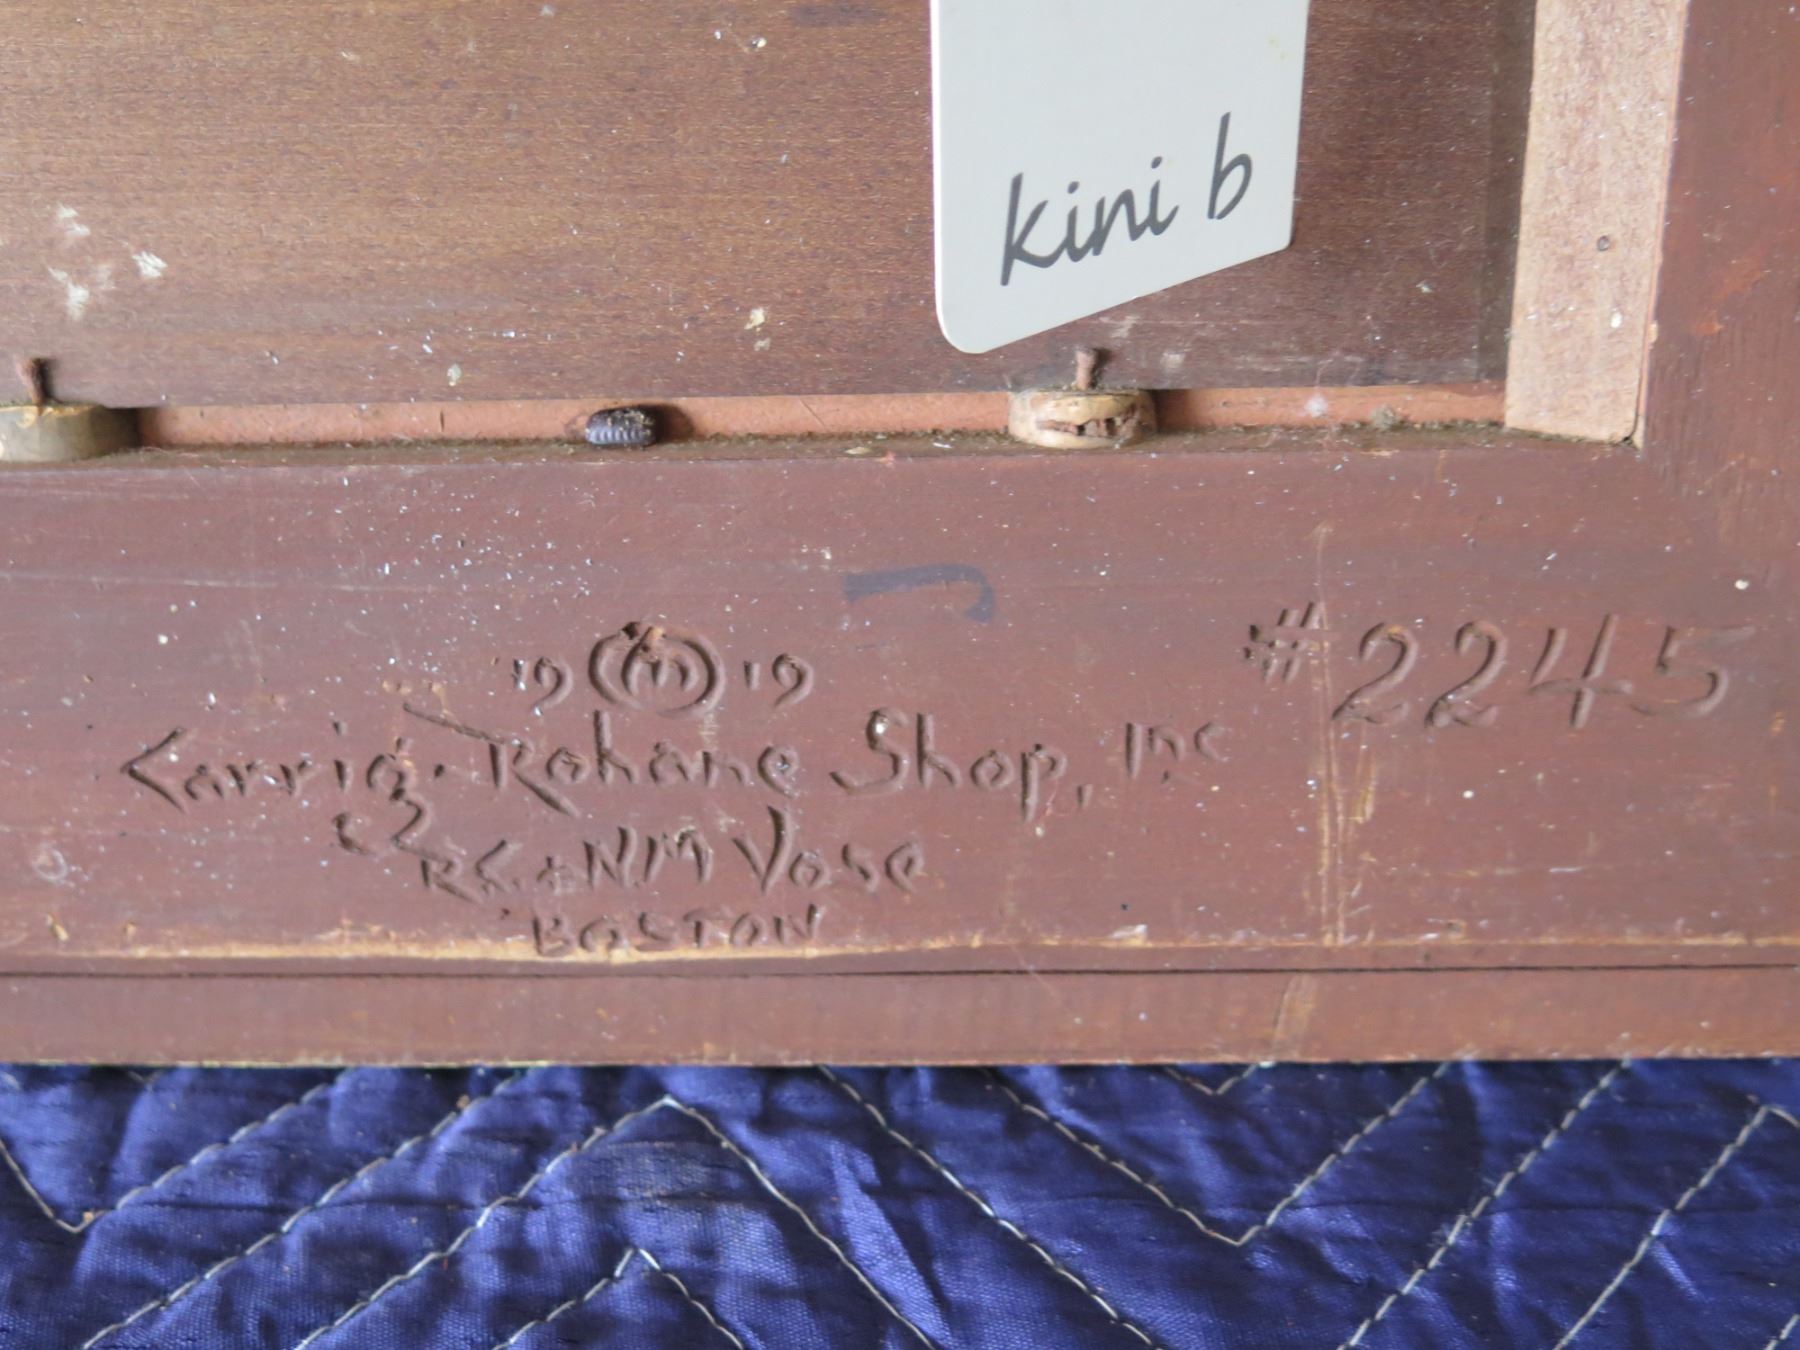 kini b
19 19
#2245
Carrig-Rohane Shop, Inc
R.C. + N M Vose
BOSTON